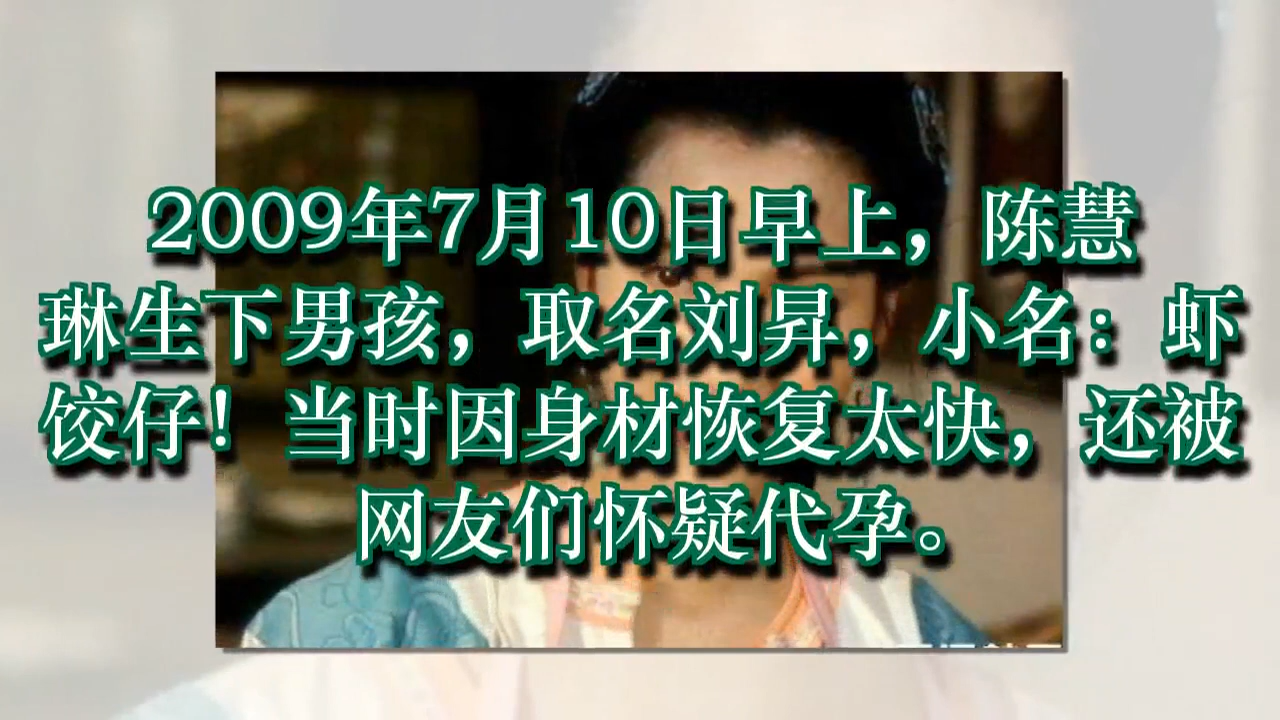 2009年7月10日早上，陈慧
琳生下男孩，取名刘昇，小名：虾
饺仔！当时因身材恢复太快，还被
网友们怀疑代孕。